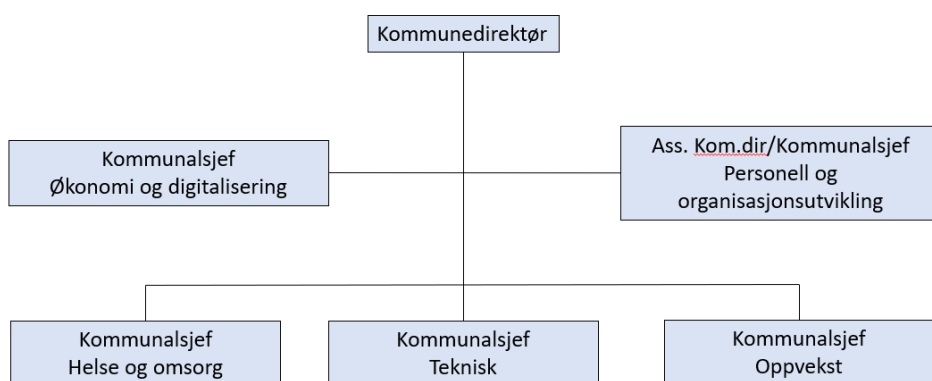 Kommunedirektør
Kommunalsjef
Økonomi og digitalisering
Ass. Kom.dir/Kommunalsjef
Personell og
organisasjonsutvikling
Kommunalsjef
Helse og omsorg
Kommunalsjef
Teknisk
Kommunalsjef
Oppvekst